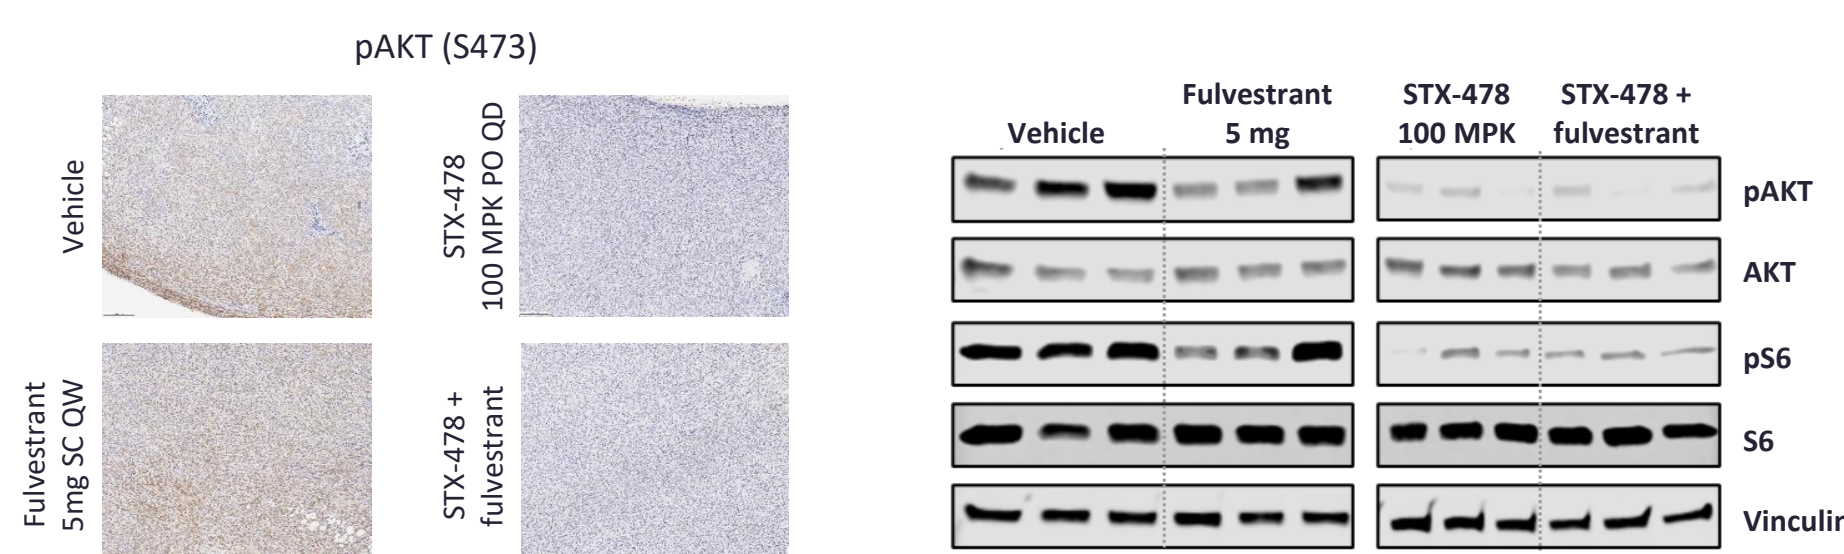 pAKT (S473)
Vehicle
STX-478
100 MPK PO QD
Fulvestrant
5mg SC QW
STX-478 +
fulvestrant
Vehicle
Fulvestrant
5 mg
STX-478
100 MPK
STX-478 +
fulvestrant
pAKT
AKT
pS6
S6
Vinculin